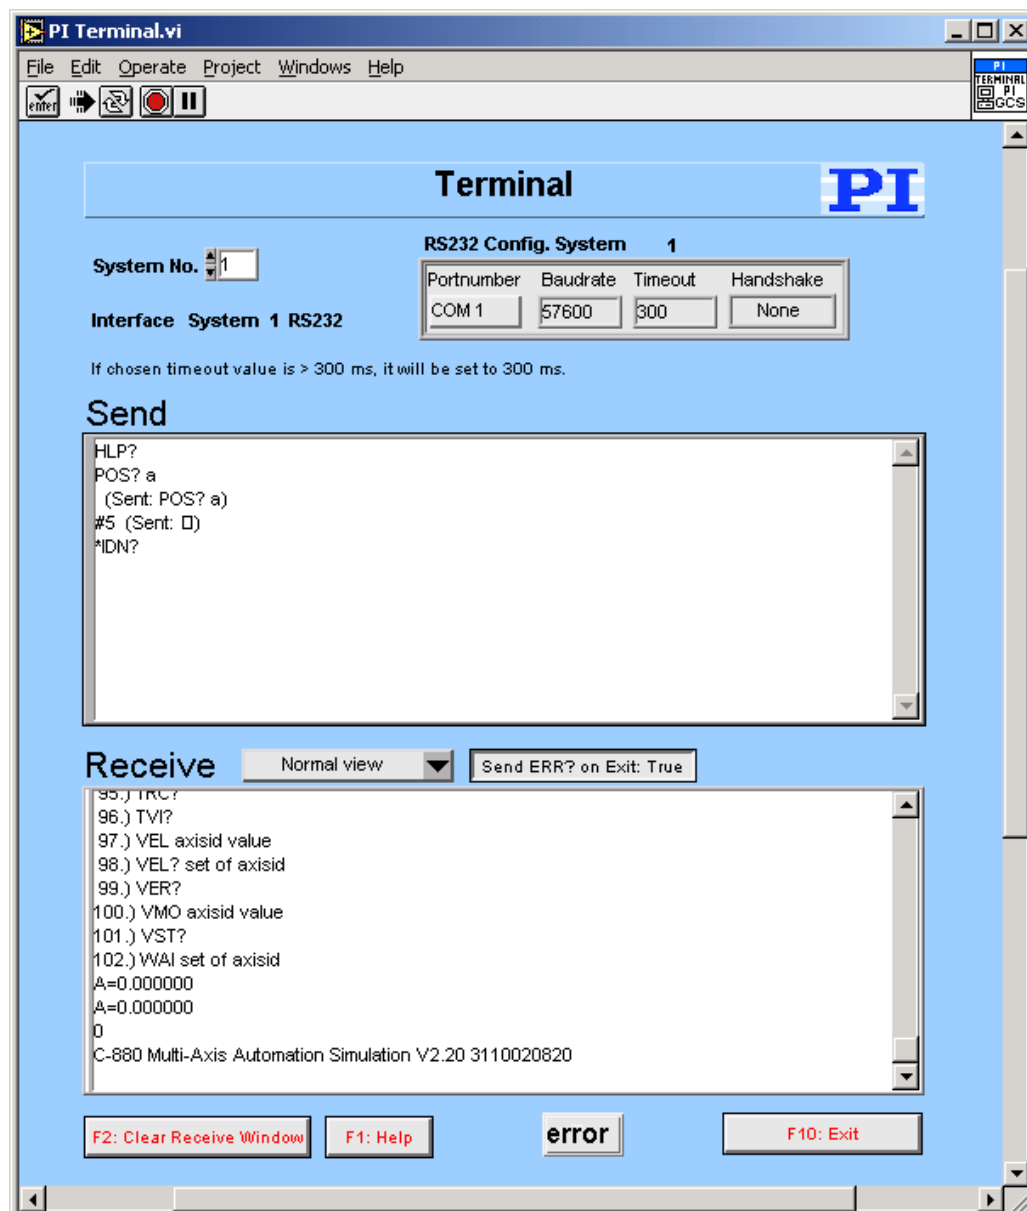 PI Terminal.vi
File Edit Operate Project Windows Help
enter
PI
TERMINAL
PI
GCS
Terminal
PI
RS232 Config. System 1
System No. 1
Portnumber Baudrate Timeout Handshake
COM 1 57600 300 None
Interface System 1 RS232
If chosen timeout value is > 300 ms, it will be set to 300 ms.
Send
HLP?
POS? a
(Sent: POS? a)
#5 (Sent: □)
*IDN?
Receive Normal view Send ERR? on Exit: True
95.) TRC?
96.) TVI?
97.) VEL axisid value
98.) VEL? set of axisid
99.) VER?
100.) VMO axisid value
101.) VST?
102.) WAI set of axisid
A=0.000000
A=0.000000
0
C-880 Multi-Axis Automation Simulation V2.20 3110020820
F2: Clear Receive Window F1: Help error F10: Exit